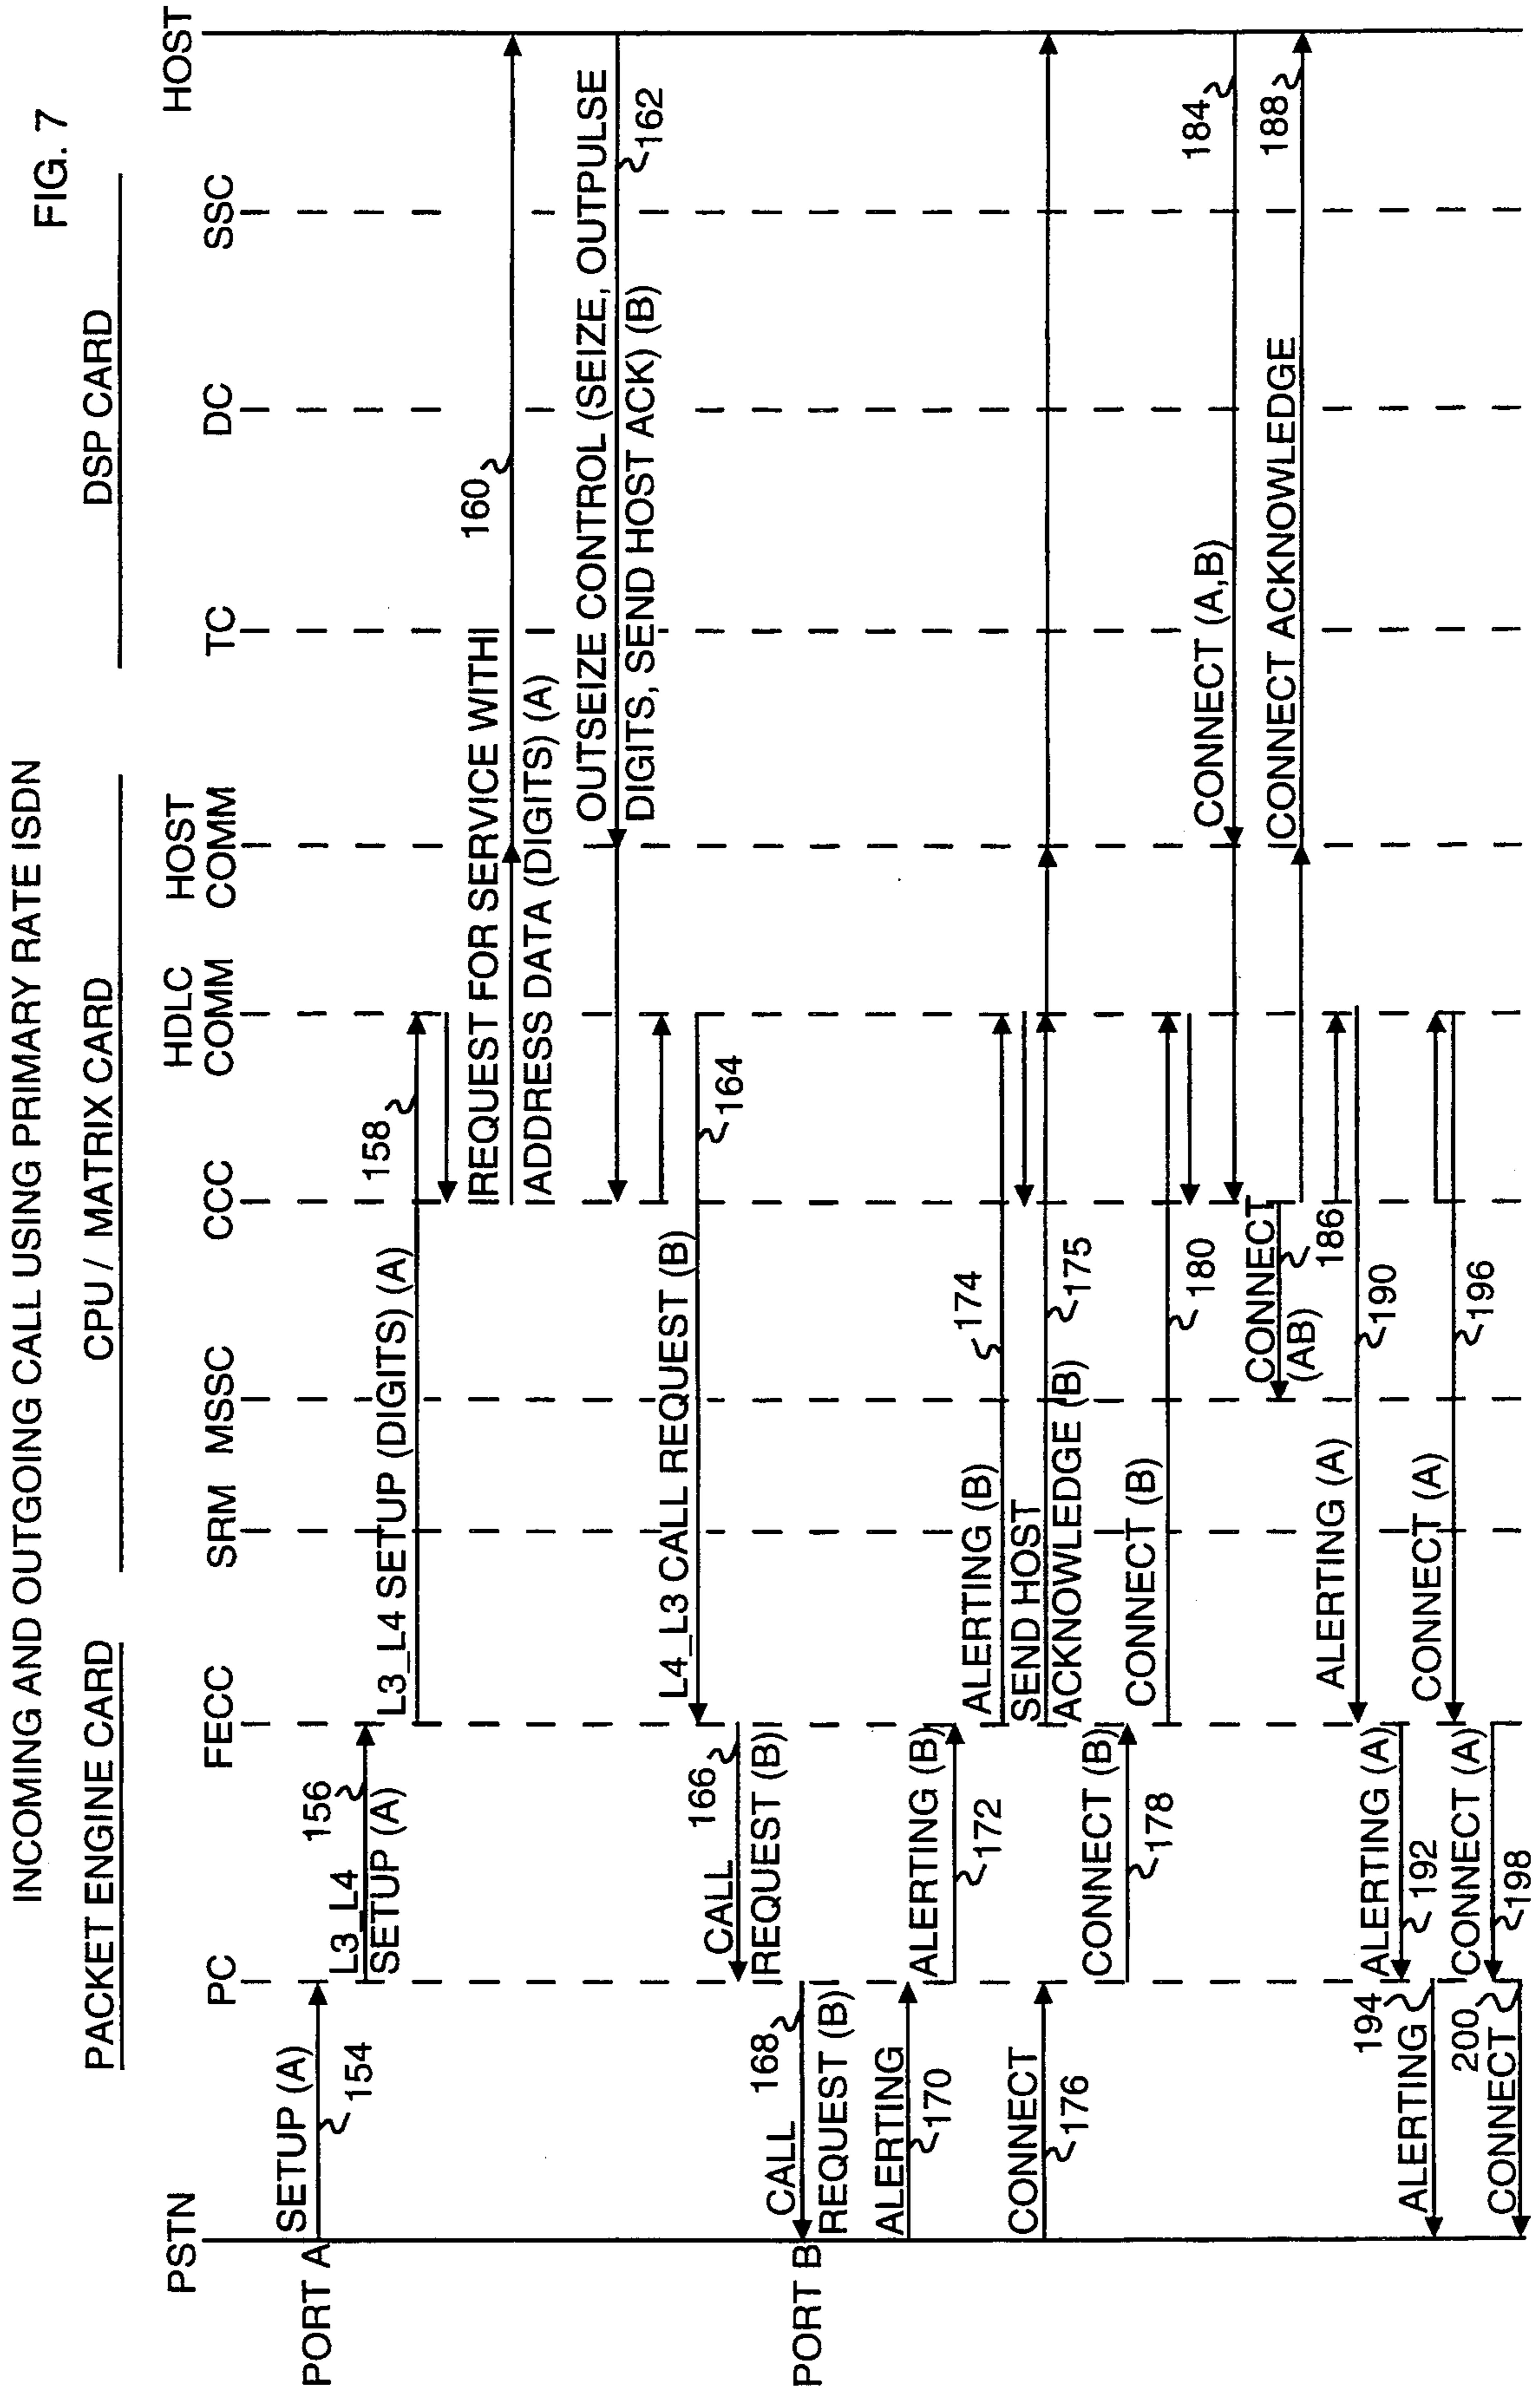 INCOMING AND OUTGOING CALL USING PRIMARY RATE ISDN
FIG. 7
PACKET ENGINE CARD
CPU / MATRIX CARD
DSP CARD
PSTN
PC
FECC
SRM
MSSC
CCC
HDLC
COMM
HOST
COMM
TC
DC
SSC
HOST
PORT A
SETUP (A)
154
L3_L4
SETUP (A)
156
L3_L4 SETUP (DIGITS) (A)
158
REQUEST FOR SERVICE WITH
ADDRESS DATA (DIGITS) (A)
160
OUTSEIZE CONTROL (SEIZE, OUTPULSE
DIGITS, SEND HOST ACK) (B)
162
L4_L3 CALL REQUEST (B)
164
CALL
REQUEST (B)
166
PORT B
CALL
REQUEST (B)
168
ALERTING
170
ALERTING (B)
172
ALERTING (B)
174
SEND HOST
ACKNOWLEDGE (B)
175
CONNECT
176
CONNECT (B)
178
CONNECT (B)
180
CONNECT (A,B)
184
CONNECT
(AB)
186
CONNECT ACKNOWLEDGE
188
ALERTING (A)
190
ALERTING (A)
192
ALERTING
194
CONNECT (A)
196
CONNECT (A)
198
CONNECT
200